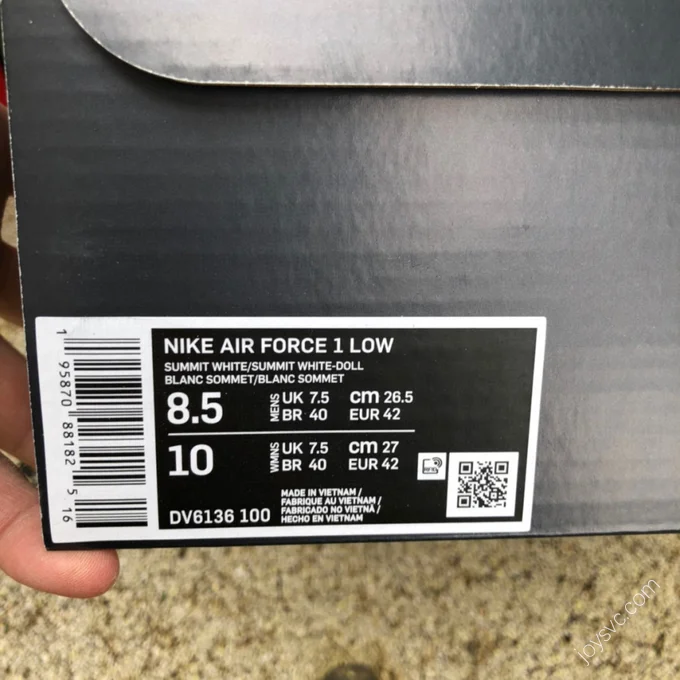 NIKE AIR FORCE 1 LOW
SUMMIT WHITE/SUMMIT WHITE-DOLL
BLANC SOMMET/BLANC SOMMET
8.5 MENS UK 7.5 cm 26.5
BR 40 EUR 42
10 WMNS UK 7.5 cm 27
BR 40 EUR 42
DV6136 100
MADE IN VIETNAM /
FABRIQUE AU VIETNAM /
FABRICADO NO VIETNÃ /
HECHO EN VIETNAM
1 95870 88182 5 16
joysvc.com